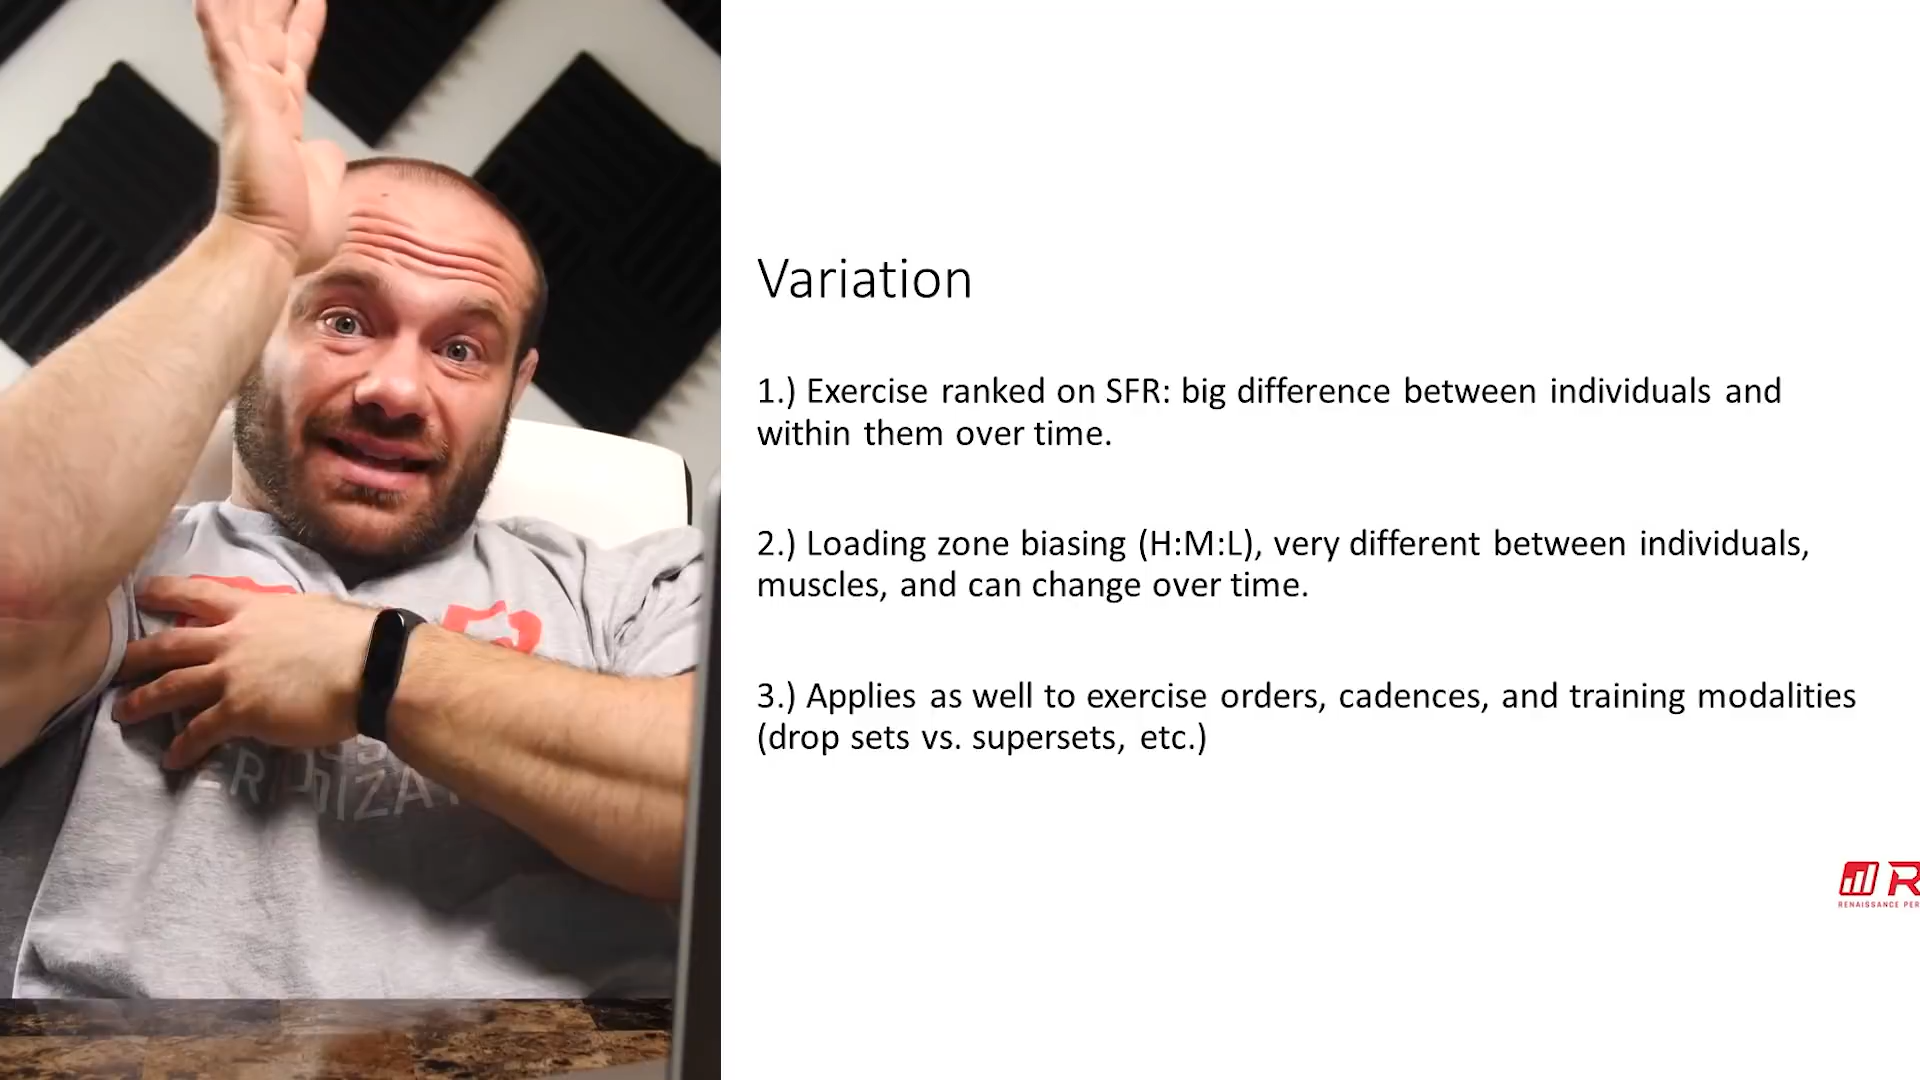 Variation
1.) Exercise ranked on SFR: big difference between individuals and
within them over time.
2.) Loading zone biasing (H:M:L), very different between individuals,
muscles, and can change over time.
3.) Applies as well to exercise orders, cadences, and training modalities
(drop sets vs. supersets, etc.)
R
RENAISSANCE PER